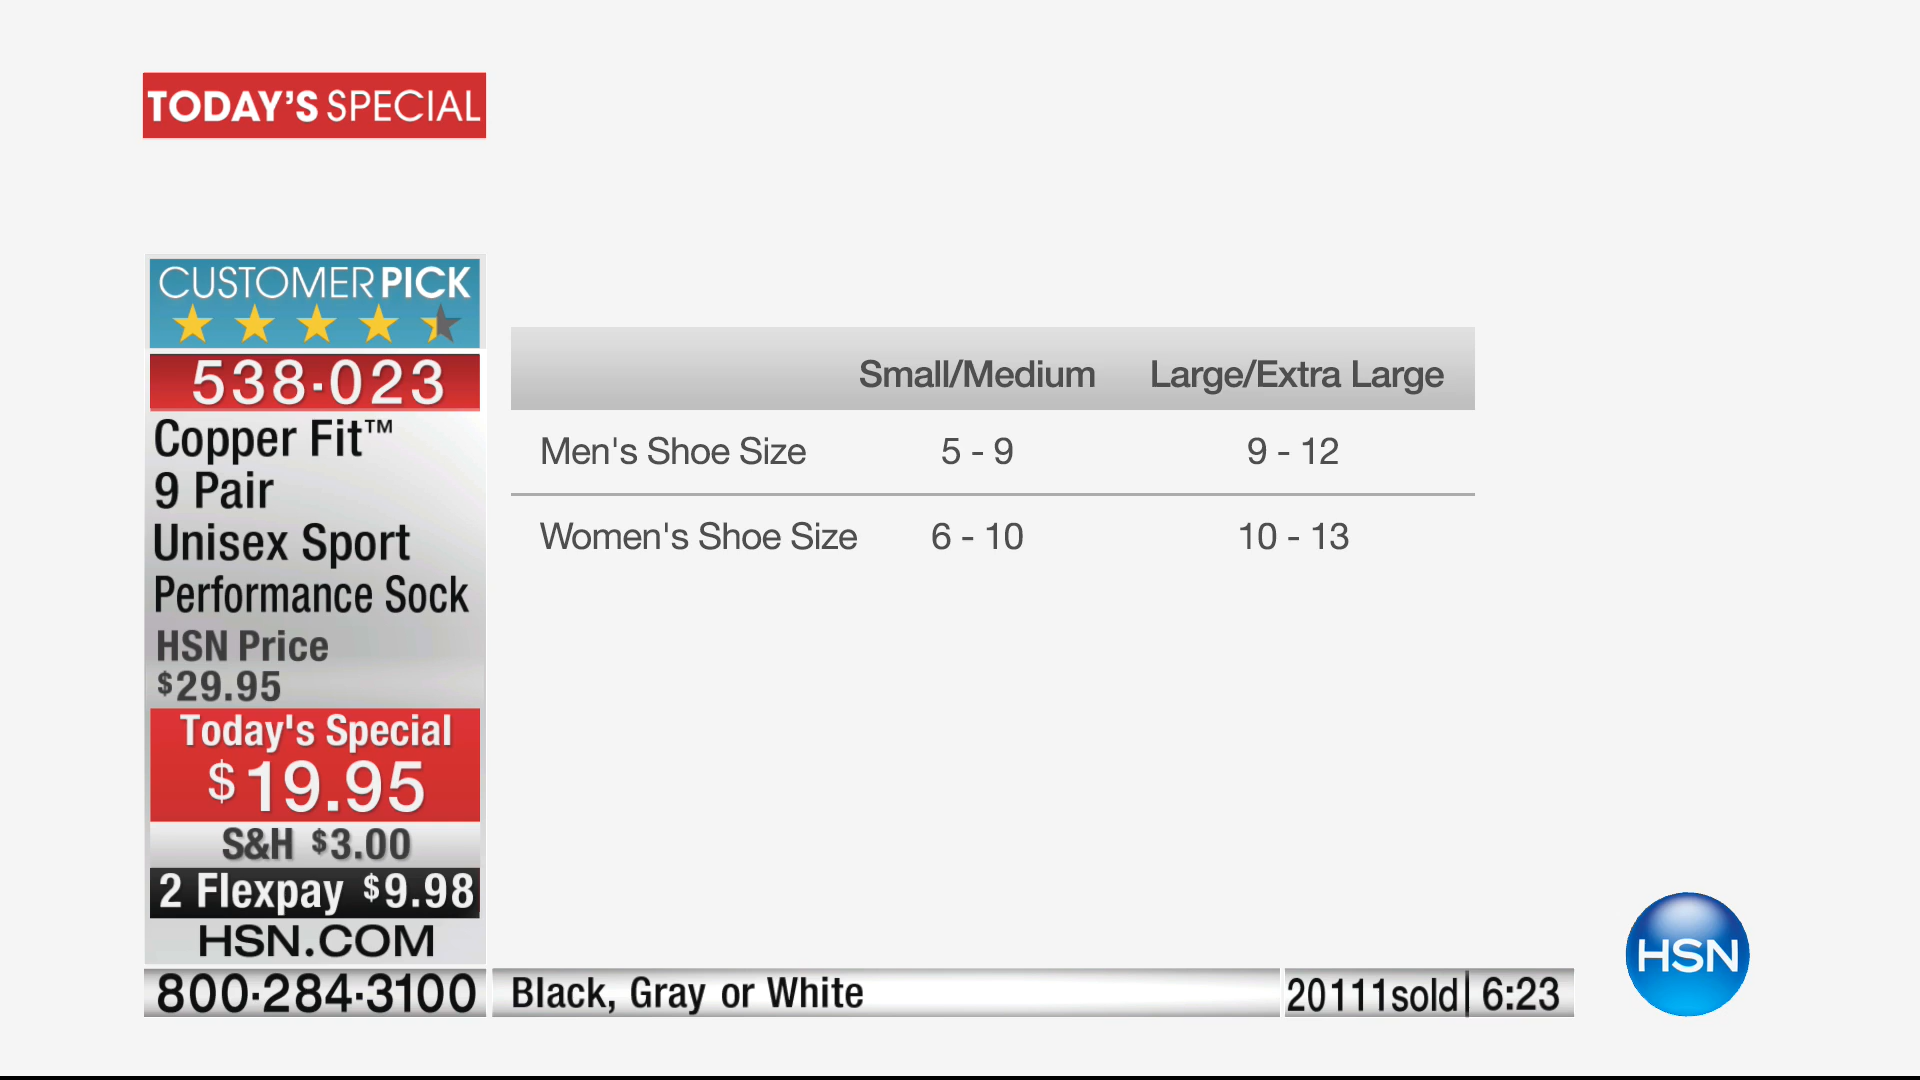 TODAY'S SPECIAL
CUSTOMER PICK
538·023
Copper Fit™
9 Pair
Unisex Sport
Performance Sock
HSN Price
$29.95
Today's Special
$19.95
S&H $3.00
2 Flexpay $9.98
HSN.COM
800·284·3100
Small/Medium Large/Extra Large
Men's Shoe Size 5 - 9 9 - 12
Women's Shoe Size 6 - 10 10 - 13
Black, Gray or White
20111sold| 6:23
HSN